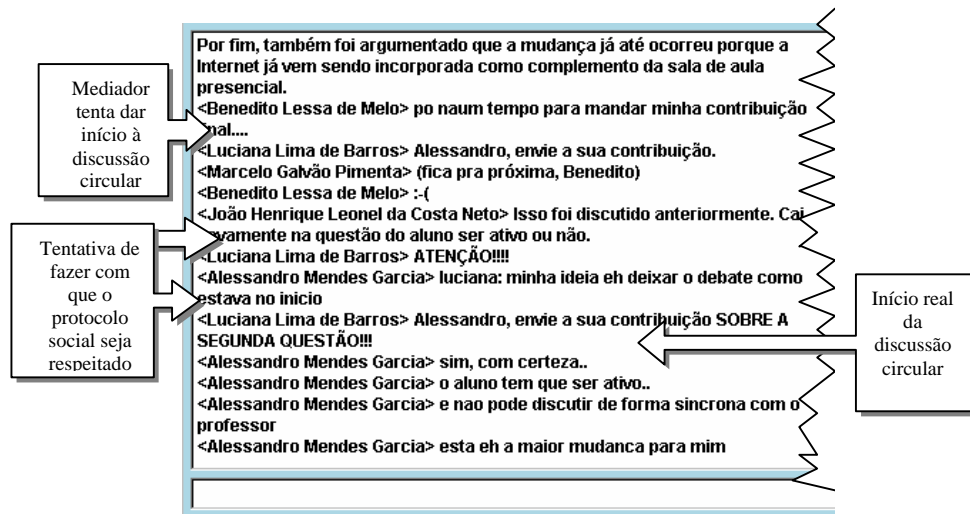 Por fim, também foi argumentado que a mudança já até ocorreu porque a
Internet já vem sendo incorporada como complemento da sala de aula
presencial.
<Benedito Lessa de Melo> po naum tempo para mandar minha contribuição
inal....
<Luciana Lima de Barros> Alessandro, envie a sua contribuição.
<Marcelo Galvão Pimenta> (fica pra próxima, Benedito)
<Benedito Lessa de Melo> :-(
<João Henrique Leonel da Costa Neto> Isso foi discutido anteriormente. Cai
ovamente na questão do aluno ser ativo ou não.
<Luciana Lima de Barros> ATENÇÃO!!!!
<Alessandro Mendes Garcia> luciana: minha ideia eh deixar o debate como
estava no inicio
<Luciana Lima de Barros> Alessandro, envie a sua contribuição SOBRE A
SEGUNDA QUESTÃO!!!
<Alessandro Mendes Garcia> sim, com certeza..
<Alessandro Mendes Garcia> o aluno tem que ser ativo..
<Alessandro Mendes Garcia> e nao pode discutir de forma sincrona com o
professor
<Alessandro Mendes Garcia> esta eh a maior mudanca para mim
Mediador
tenta dar
início à
discussão
circular
Tentativa de
fazer com
que o
protocolo
social seja
respeitado
Início real
da
discussão
circular